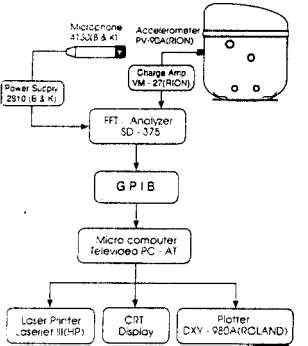 Microphone
4133(B & K)
Accelerometer
PV-90A(RION)
Charge Amp.
VM - 27(RION)
Power Supply
2810 (B & K)
FFT - Analyzer
SD - 375
GPIB
Micro computer
Televideo PC - AT
Laser Printer
Laserjet III(HP)
CRT
Display
Plotter
DXY - 980A(ROLAND)